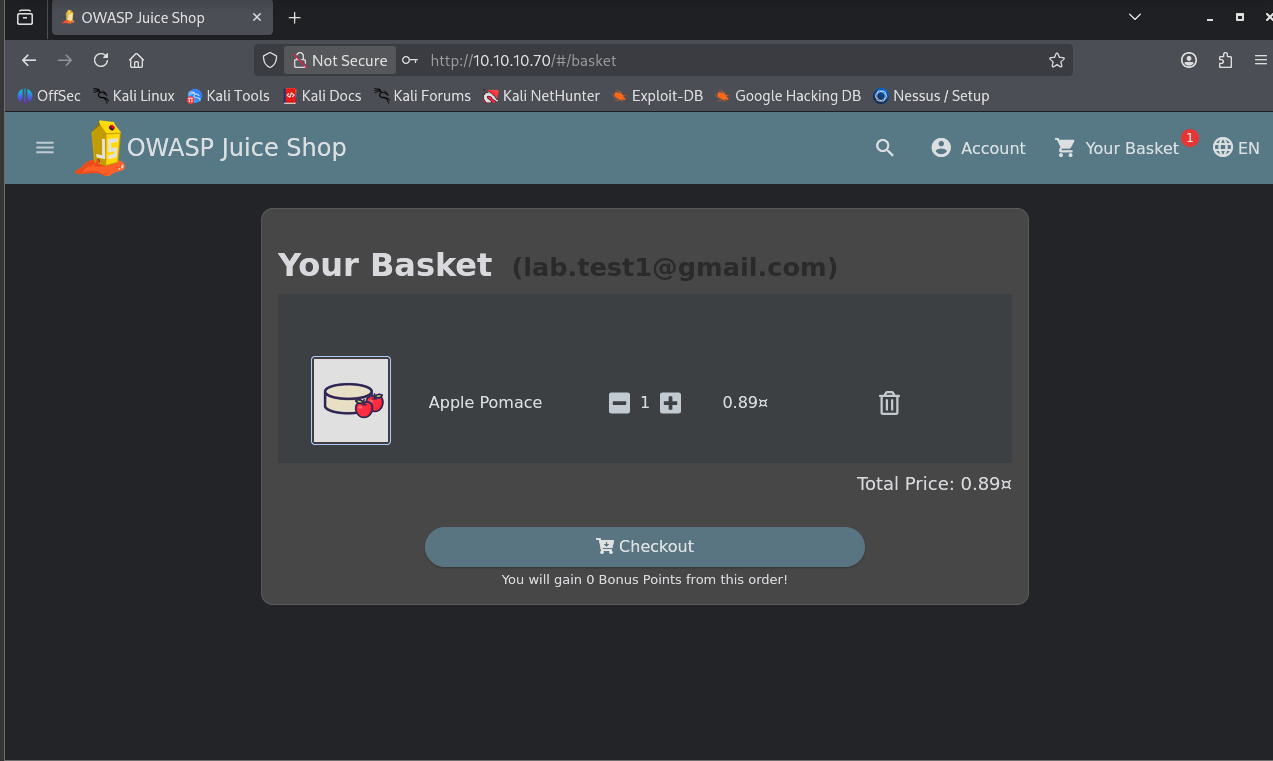 OWASP Juice Shop
Not Secure http://10.10.10.70/#/basket
OffSec Kali Linux Kali Tools Kali Docs Kali Forums Kali NetHunter Exploit-DB Google Hacking DB Nessus / Setup
JS OWASP Juice Shop Account Your Basket 1 EN
Your Basket (lab.test1@gmail.com)
Apple Pomace 1 0.89¤
Total Price: 0.89¤
Checkout
You will gain 0 Bonus Points from this order!